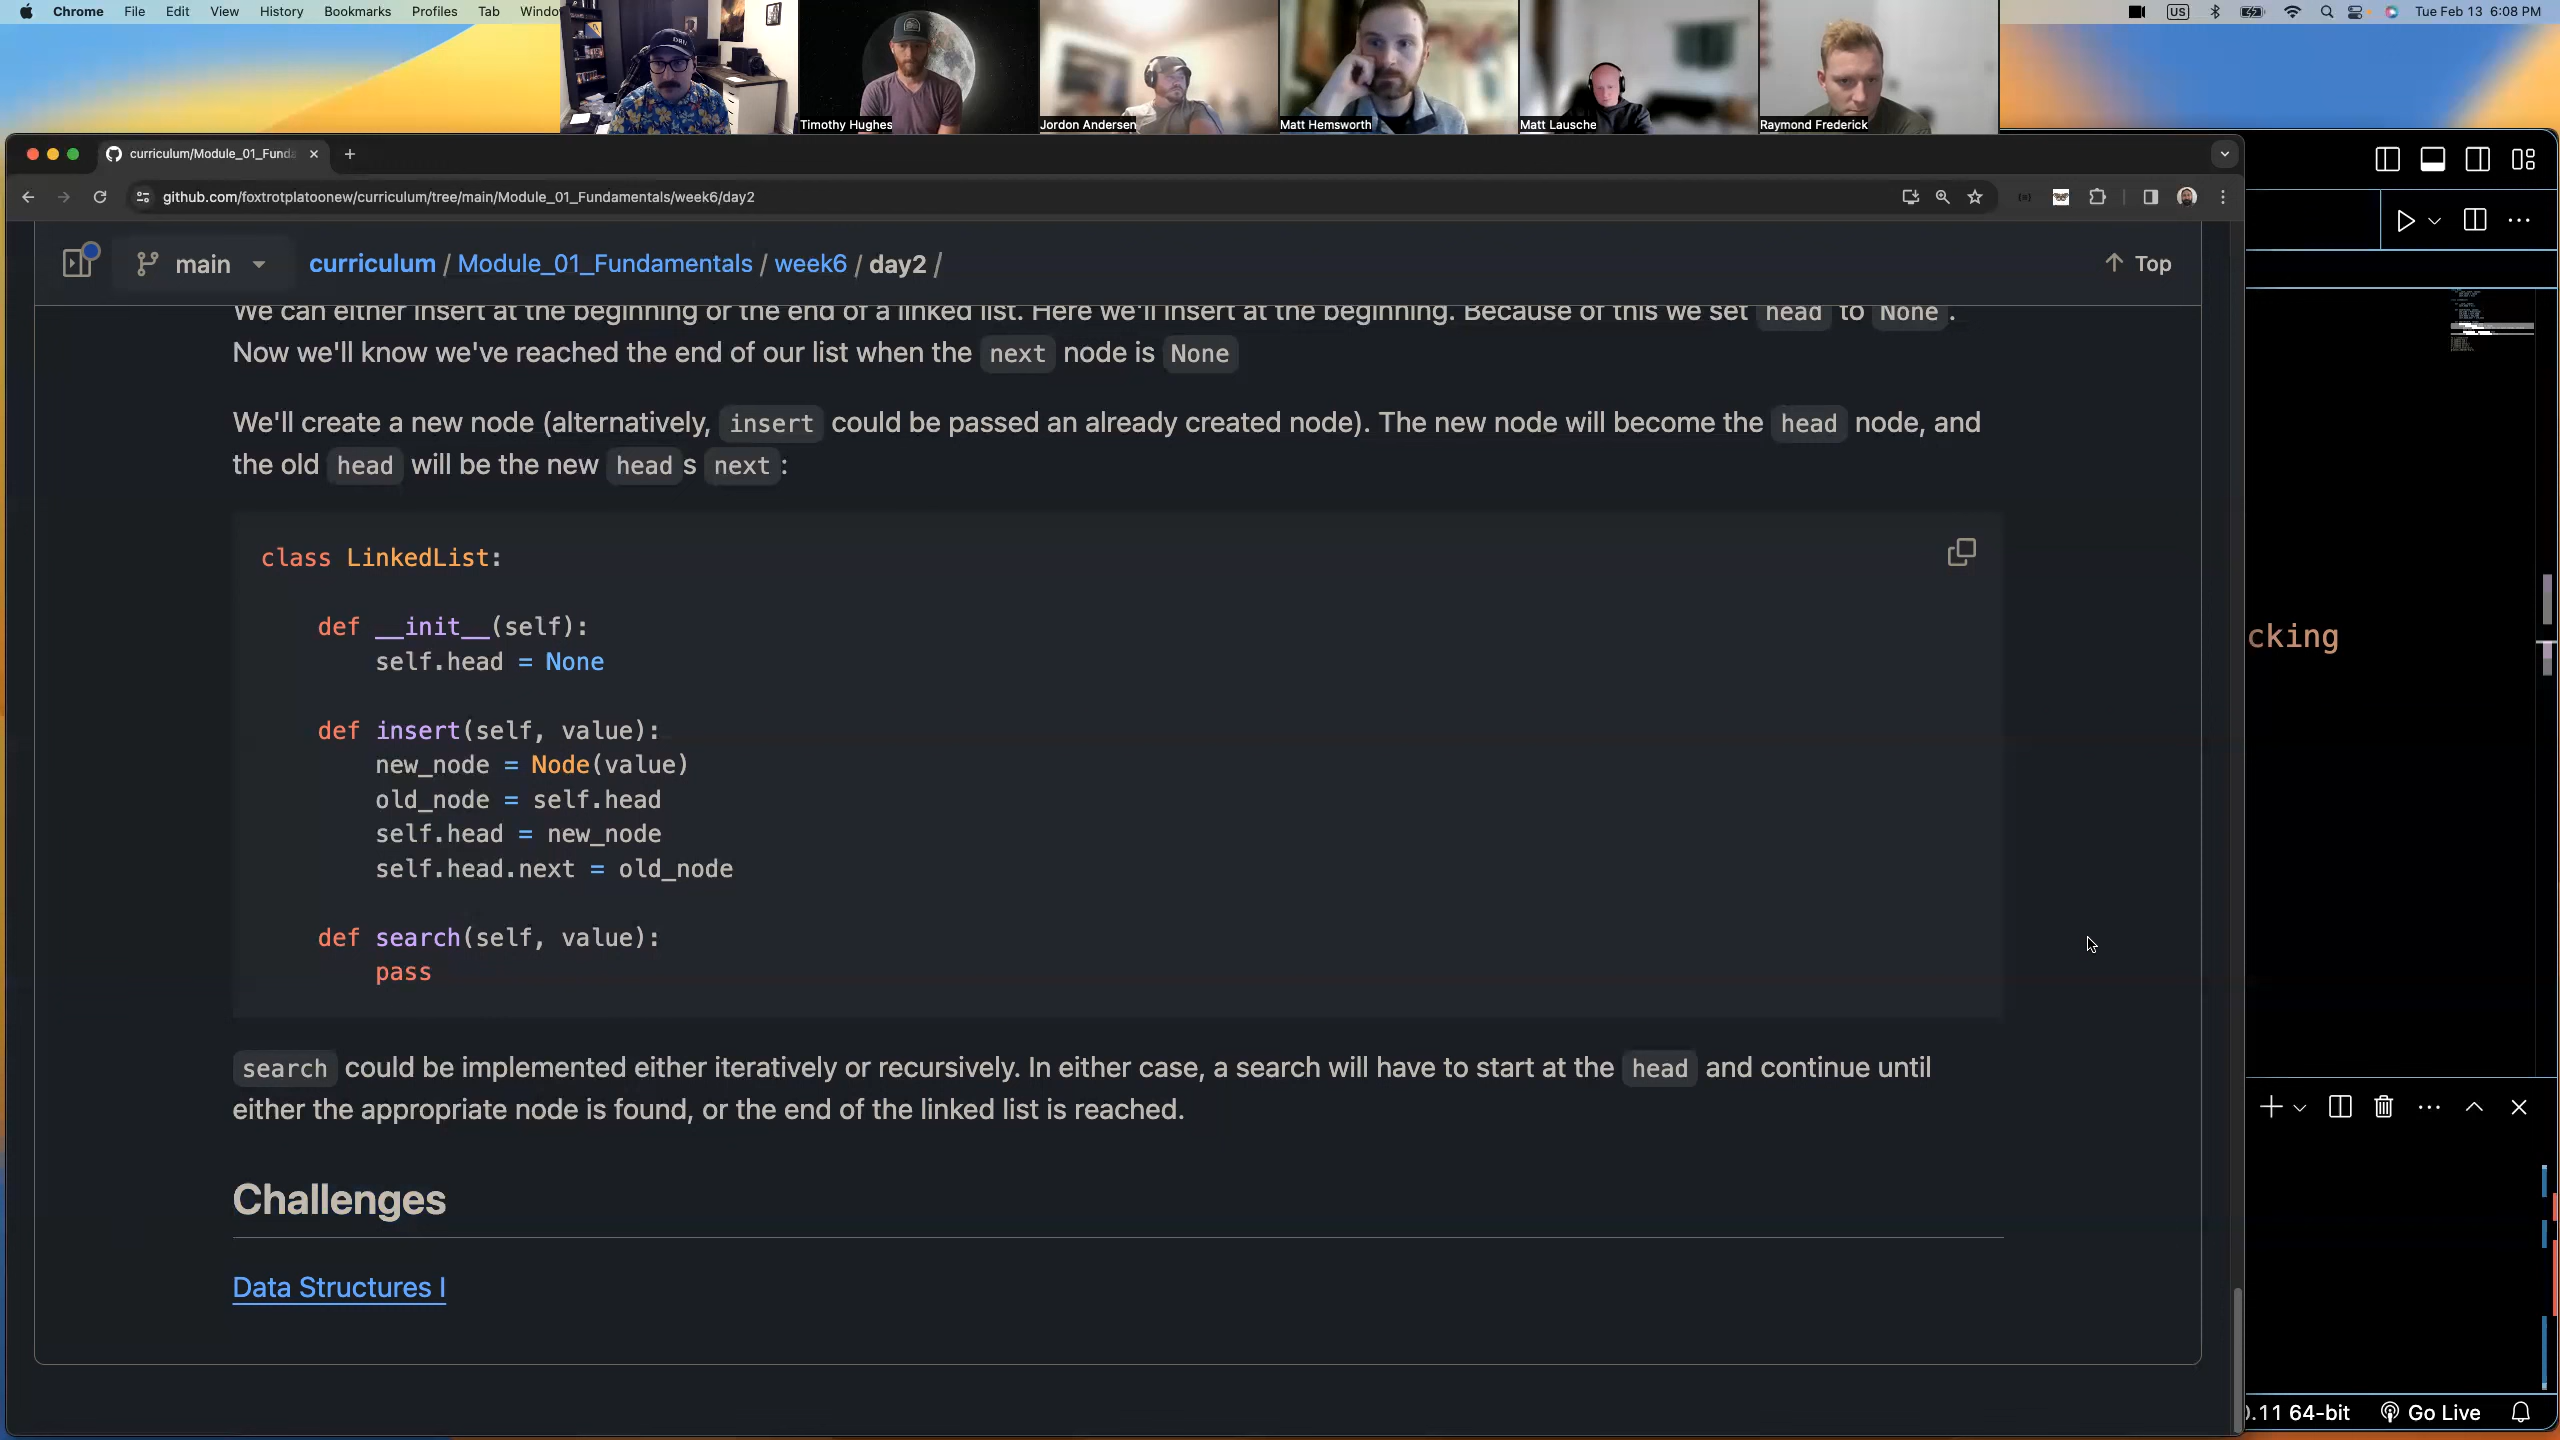 Chrome File Edit View History Bookmarks Profiles Tab Windo
US Tue Feb 13 6:08 PM
Timothy Hughes
Jordon Andersen
Matt Hemsworth
Matt Lausche
Raymond Frederick
curriculum/Module_01_Funda
github.com/foxtrotplatoonew/curriculum/tree/main/Module_01_Fundamentals/week6/day2
main curriculum / Module_01_Fundamentals / week6 / day2 / Top
We can either insert at the beginning or the end of a linked list. Here we'll insert at the beginning. Because of this we set head to None .
Now we'll know we've reached the end of our list when the next node is None
We'll create a new node (alternatively, insert could be passed an already created node). The new node will become the head node, and
the old head will be the new head s next :
class LinkedList:
def __init__(self):
self.head = None
def insert(self, value):
new_node = Node(value)
old_node = self.head
self.head = new_node
self.head.next = old_node
def search(self, value):
pass
cking
search could be implemented either iteratively or recursively. In either case, a search will have to start at the head and continue until
either the appropriate node is found, or the end of the linked list is reached.
Challenges
Data Structures I
.11 64-bit Go Live